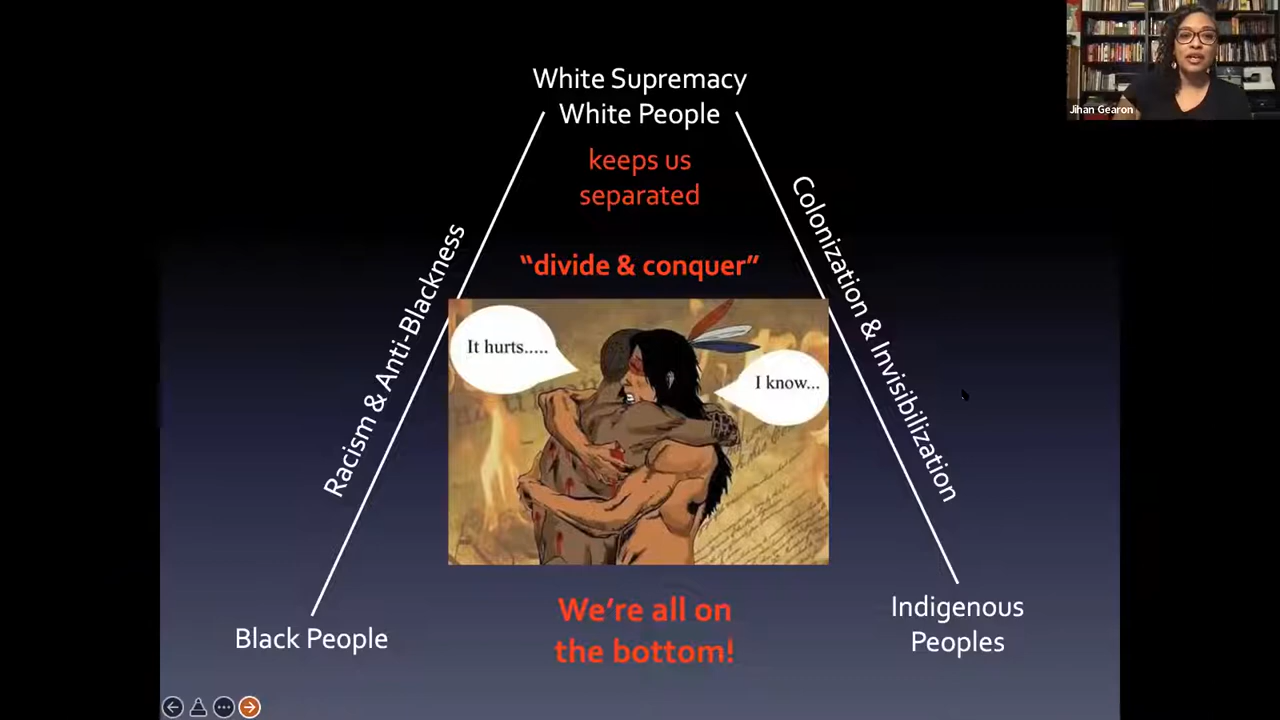 White Supremacy
White People
Jihan Gearon
keeps us
separated
"divide & conquer"
Racism & Anti-Blackness
Colonization & Invisibilization
It hurts.....
I know...
We're all on
the bottom!
Black People
Indigenous
Peoples